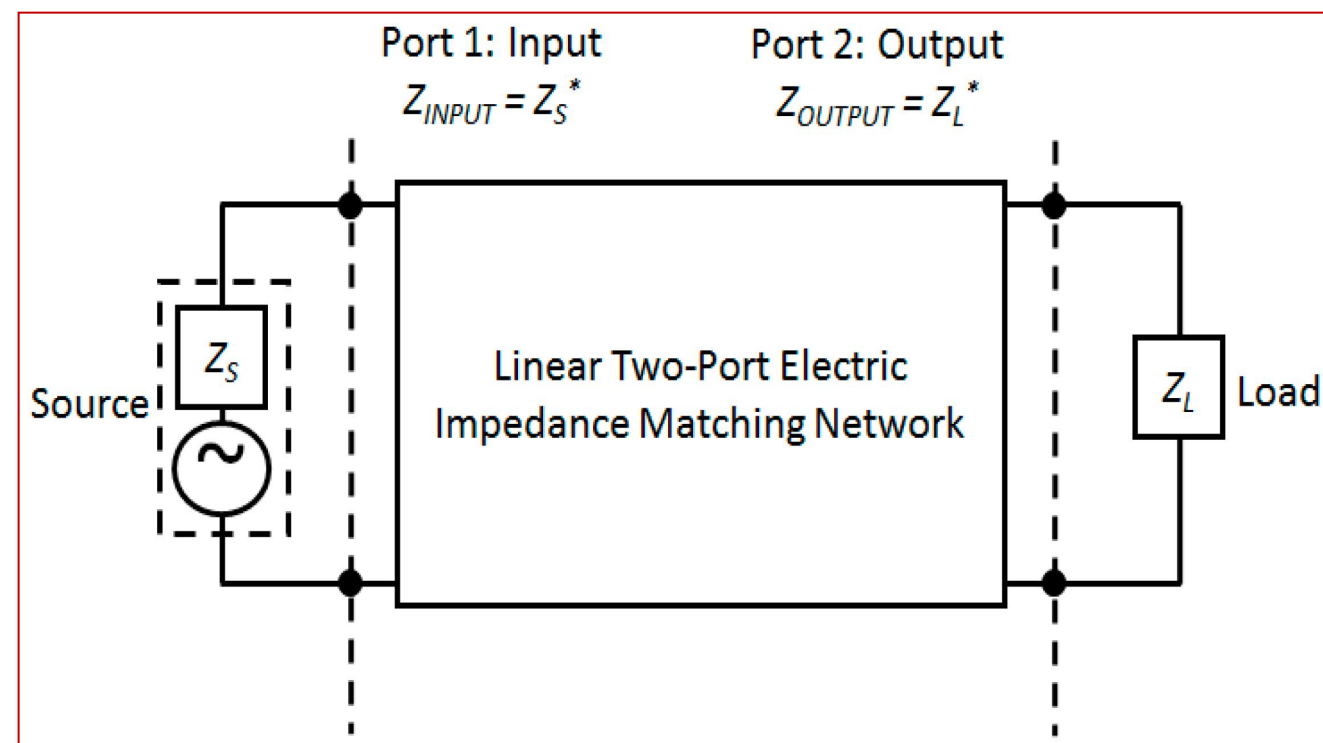 Port 1: Input
Z_INPUT = Z_S*
Port 2: Output
Z_OUTPUT = Z_L*
Z_S
Source
~
Linear Two-Port Electric
Impedance Matching Network
Z_L
Load